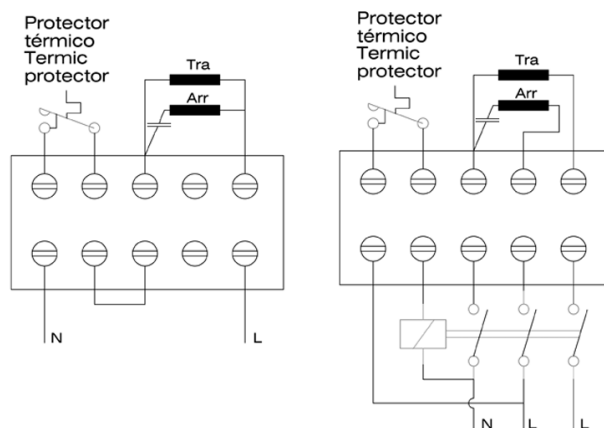 Protector
térmico
Termic
protector
Tra
Arr
N
L
Protector
térmico
Termic
protector
Tra
Arr
N
L
L